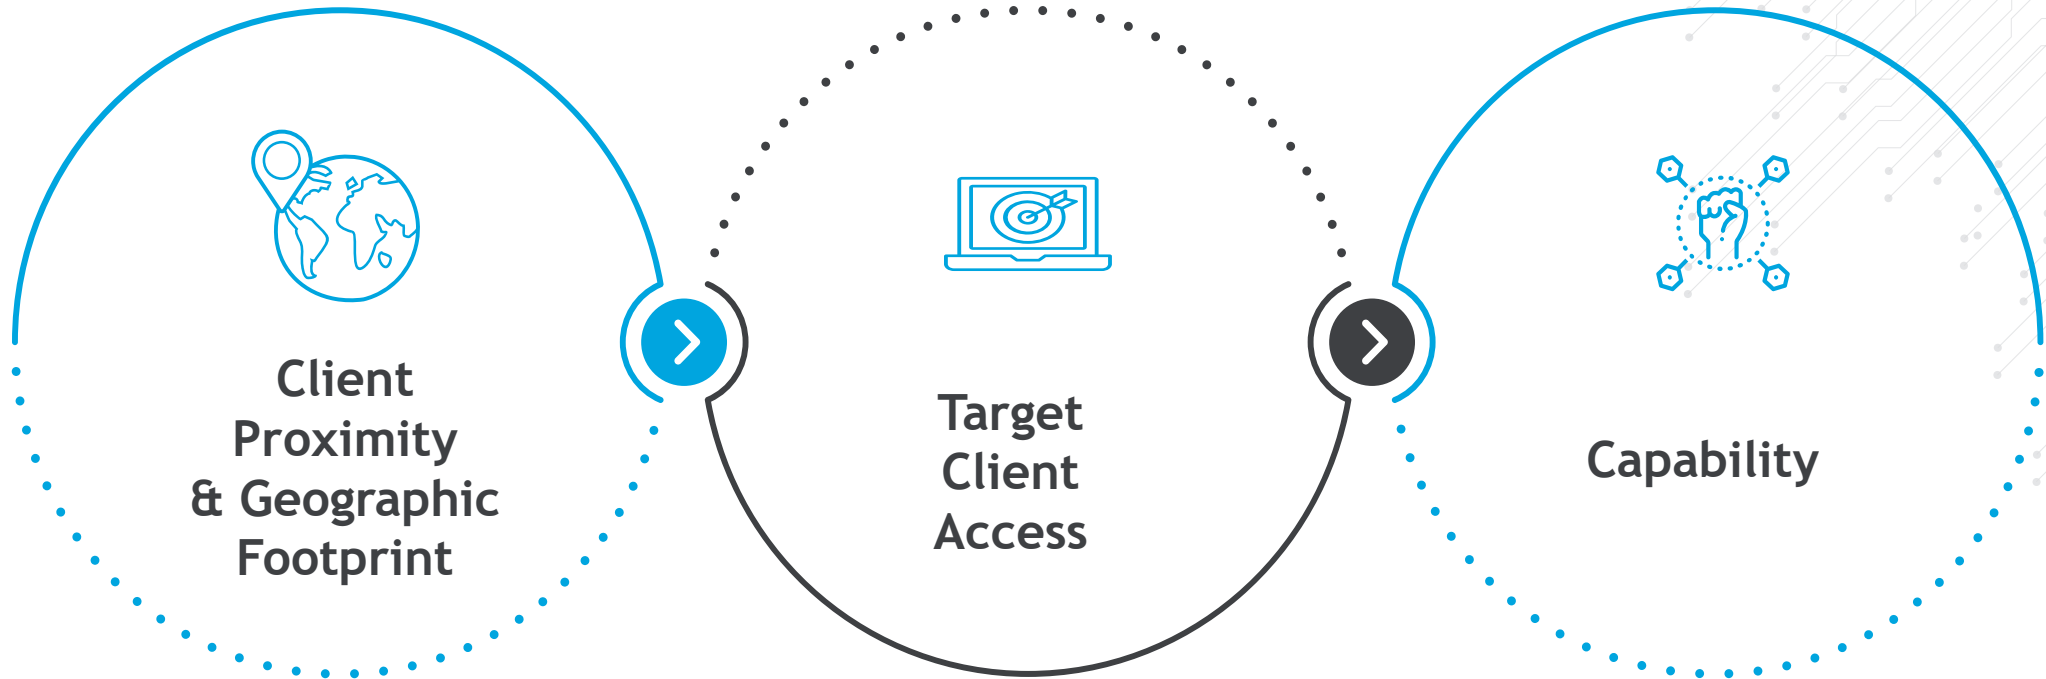 Client
Proximity
& Geographic
Footprint
Target
Client
Access
Capability